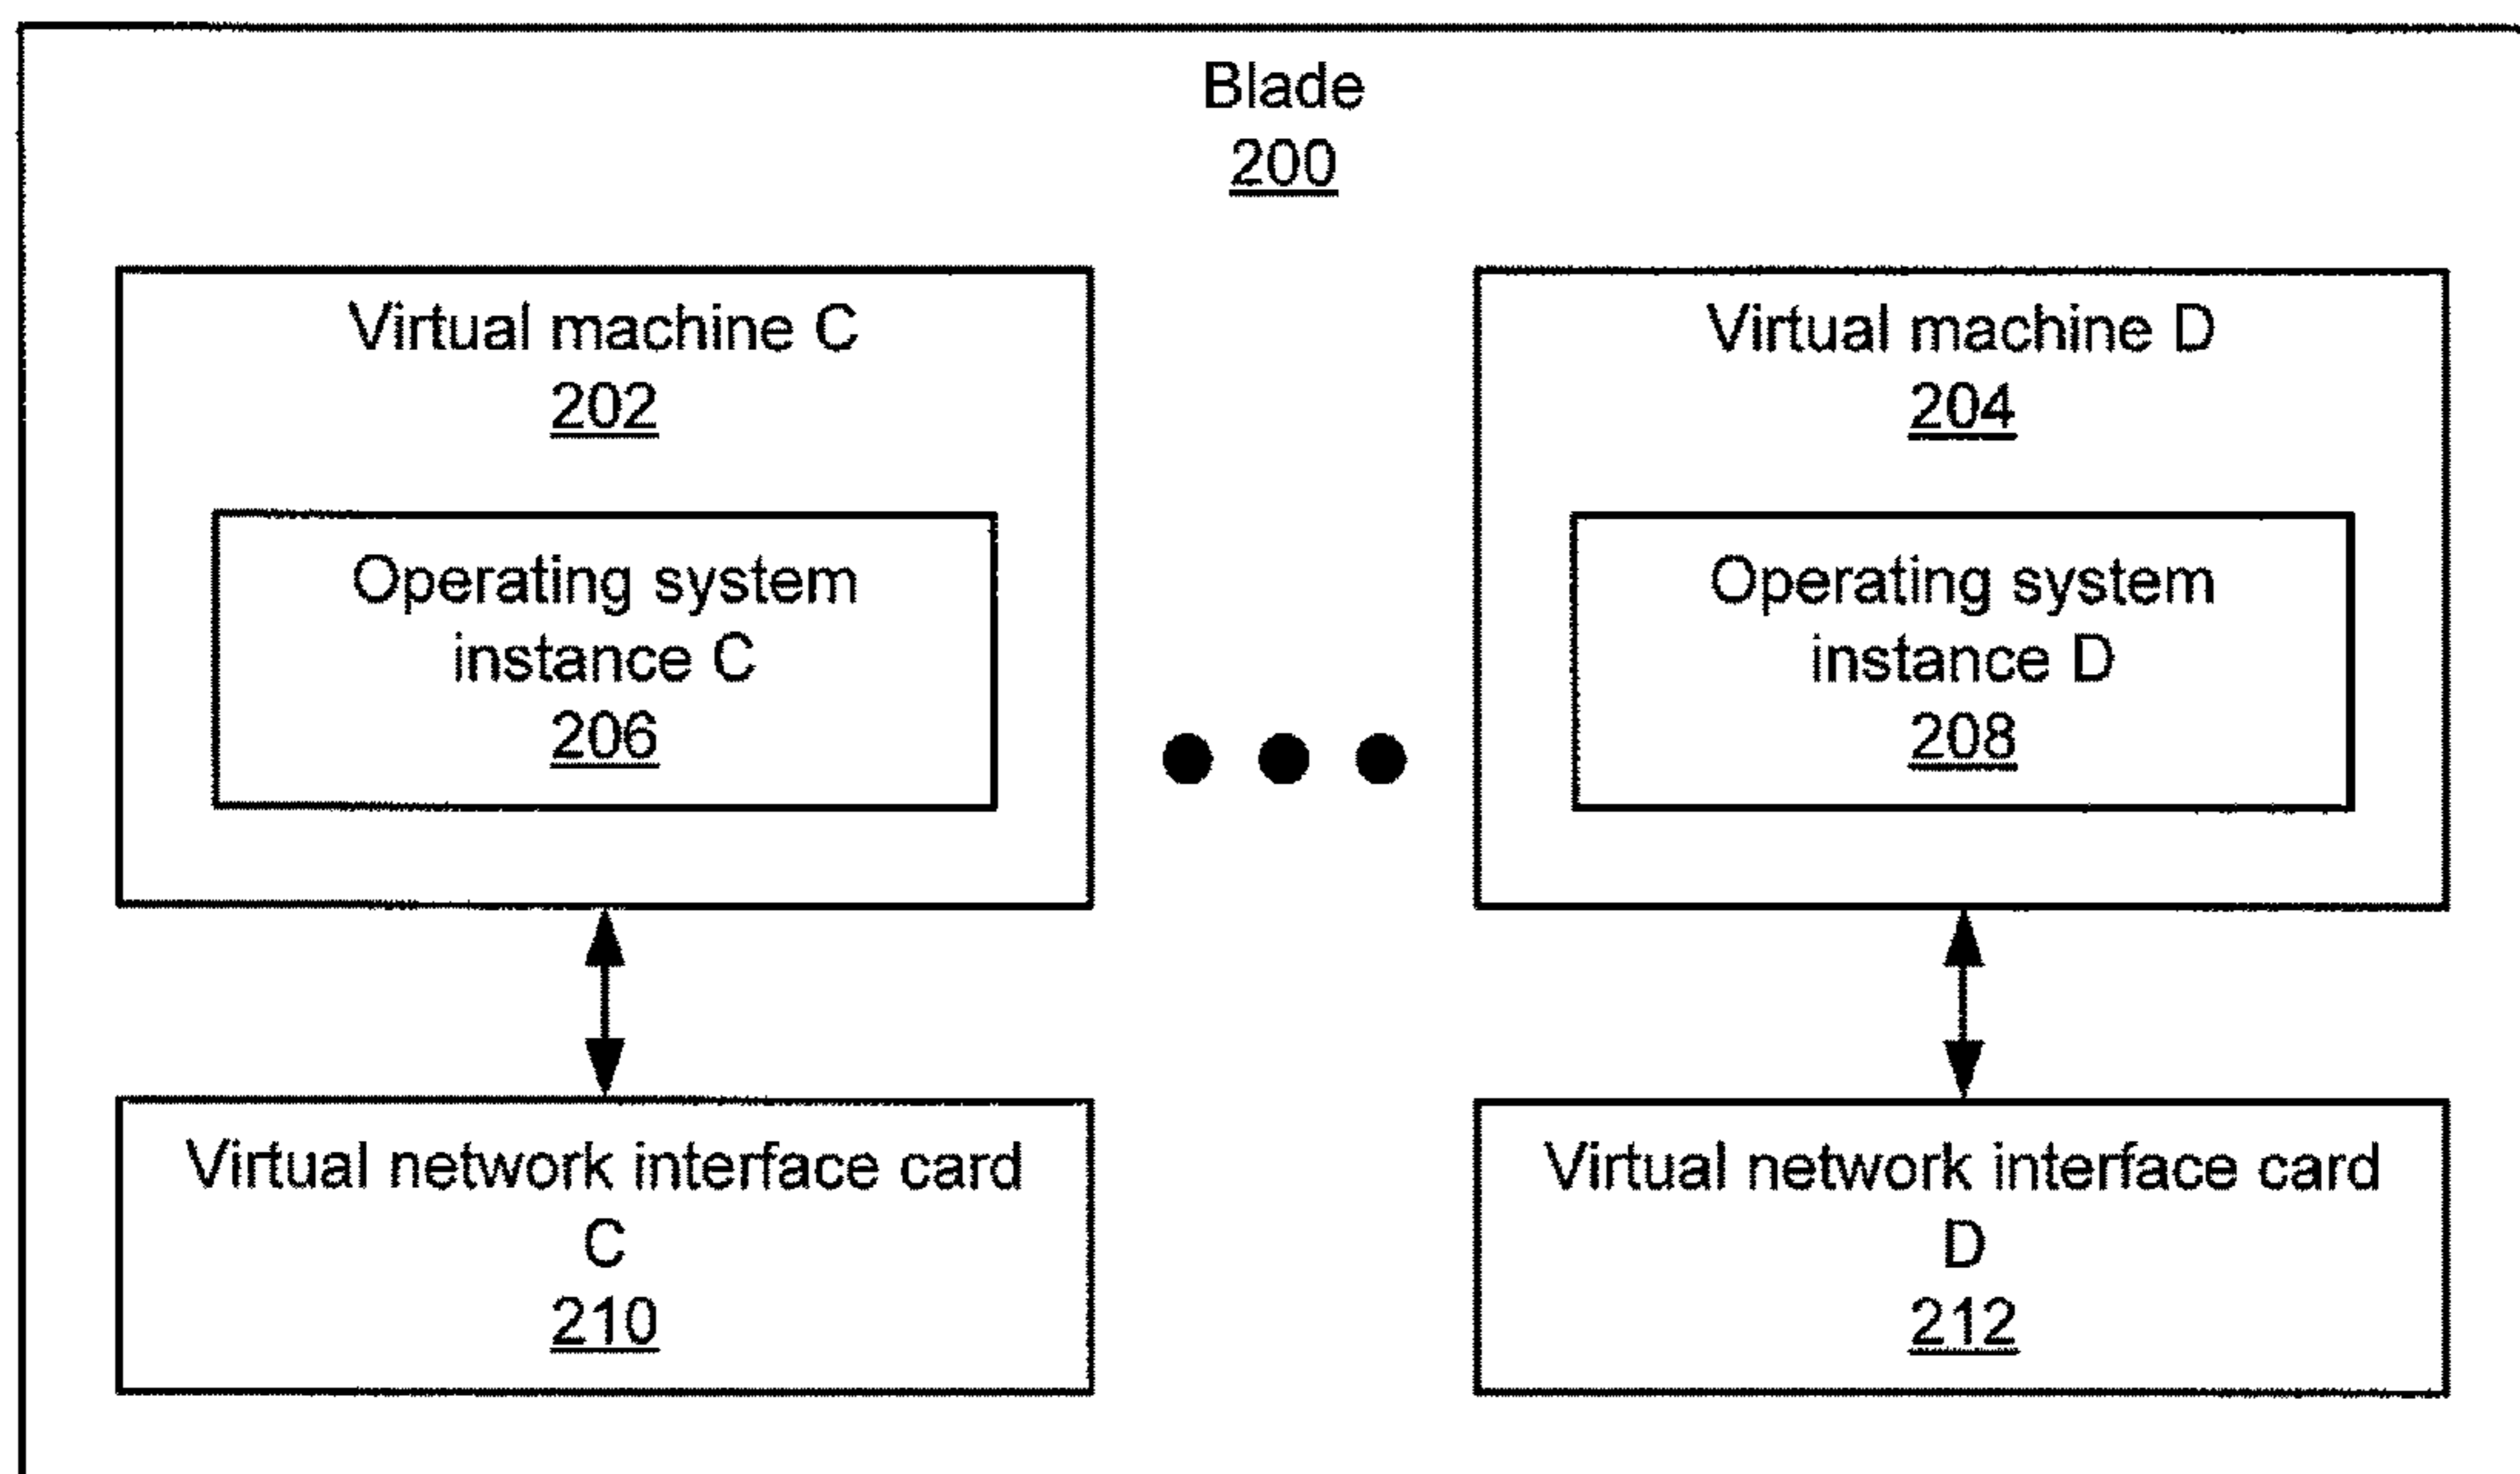 Blade
200
Virtual machine C
202
Operating system
instance C
206
Virtual machine D
204
Operating system
instance D
208
Virtual network interface card
C
210
Virtual network interface card
D
212